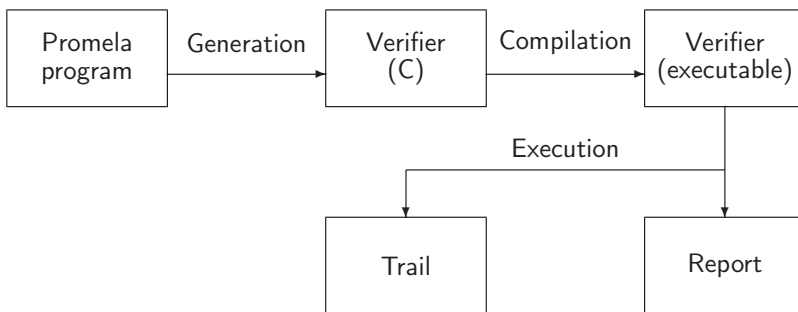 Promela
program
Generation
Verifier
(C)
Compilation
Verifier
(executable)
Execution
Trail
Report